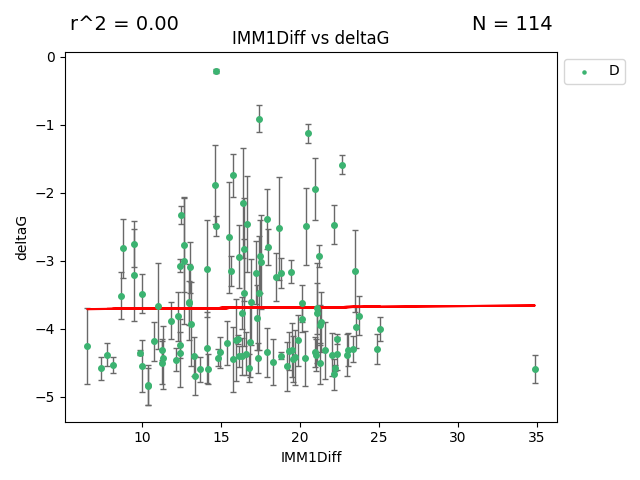 r^2 = 0.00 N = 114
IMM1Diff vs deltaG
D
deltaG
0
−1
−2
−3
−4
−5
10 15 20 25 30 35
IMM1Diff